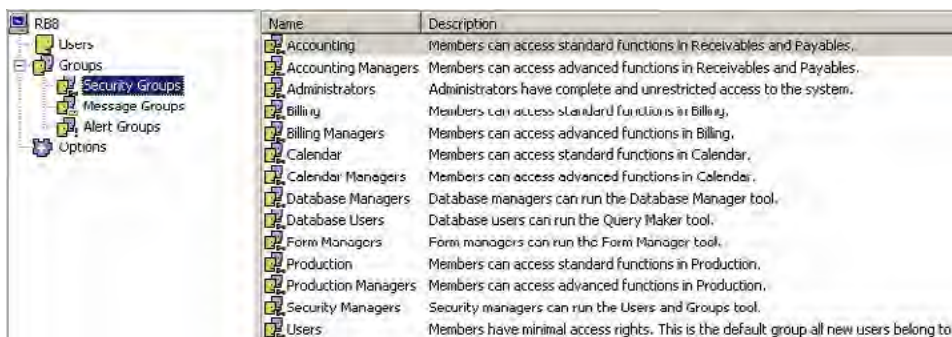 RB8
Users
Groups
Security Groups
Message Groups
Alert Groups
Options
Name Description
Accounting Members can access standard functions in Receivables and Payables.
Accounting Managers Members can access advanced functions in Receivables and Payables.
Administrators Administrators have complete and unrestricted access to the system.
Billing Members can access standard functions in Billing.
Billing Managers Members can access advanced functions in Billing.
Calendar Members can access standard functions in Calendar.
Calendar Managers Members can access advanced functions in Calendar.
Database Managers Database managers can run the Database Manager tool.
Database Users Database users can run the Query Maker tool.
Form Managers Form managers can run the Form Manager tool.
Production Members can access standard functions in Production.
Production Managers Members can access advanced functions in Production.
Security Managers Security managers can run the Users and Groups tool.
Users Members have minimal access rights. This is the default group all new users belong to